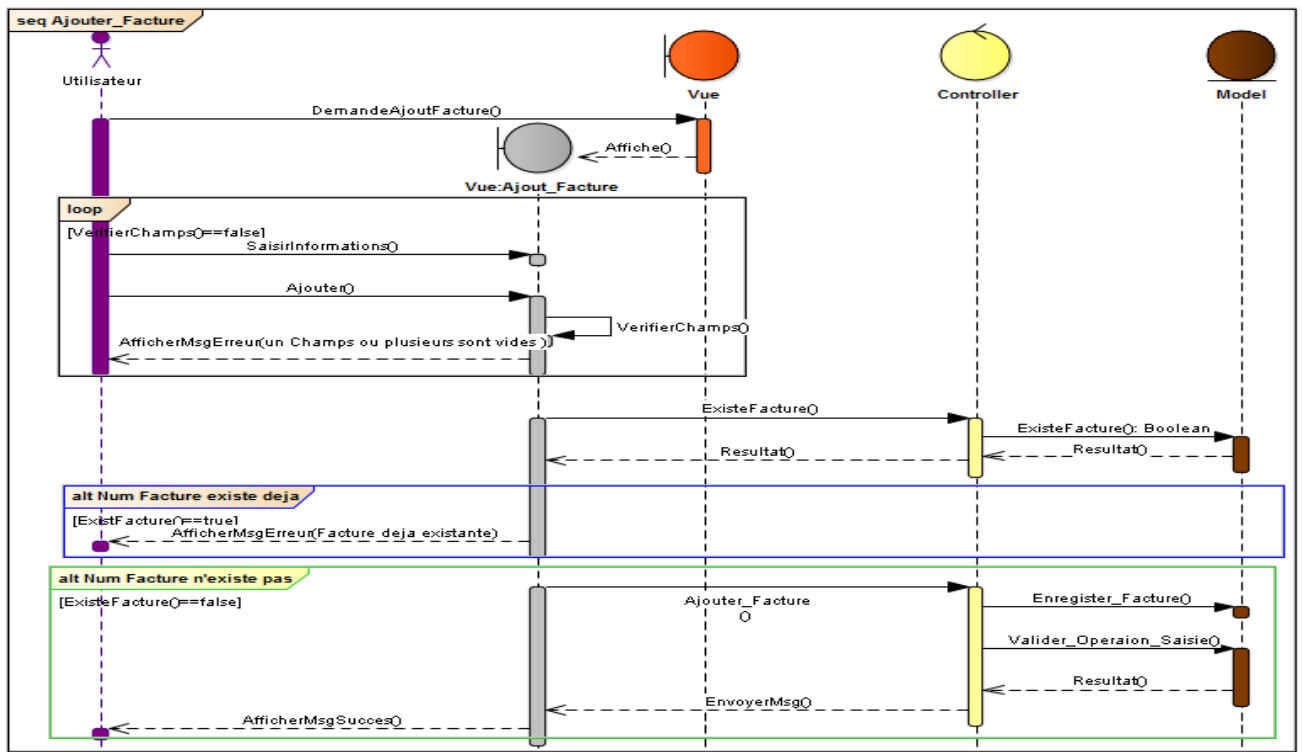 seq Ajouter_Facture
Utilisateur
Vue
Controller
Model
DemandeAjoutFacture()
Affiche()
Vue:Ajout_Facture
loop
[VerifierChamps()==false]
SaisirInformations()
Ajouter()
VerifierChamps()
AfficherMsgErreur(un Champs ou plusieurs sont vides )
ExisteFacture()
ExisteFacture(): Boolean
Resultat()
Resultat()
alt Num Facture existe deja
[ExistFacture()==true]
AfficherMsgErreur(Facture deja existante)
alt Num Facture n'existe pas
[ExisteFacture()==false]
Ajouter_Facture
()
Enregister_Facture()
Valider_Operaion_Saisie()
Resultat()
EnvoyerMsg()
AfficherMsgSucces()